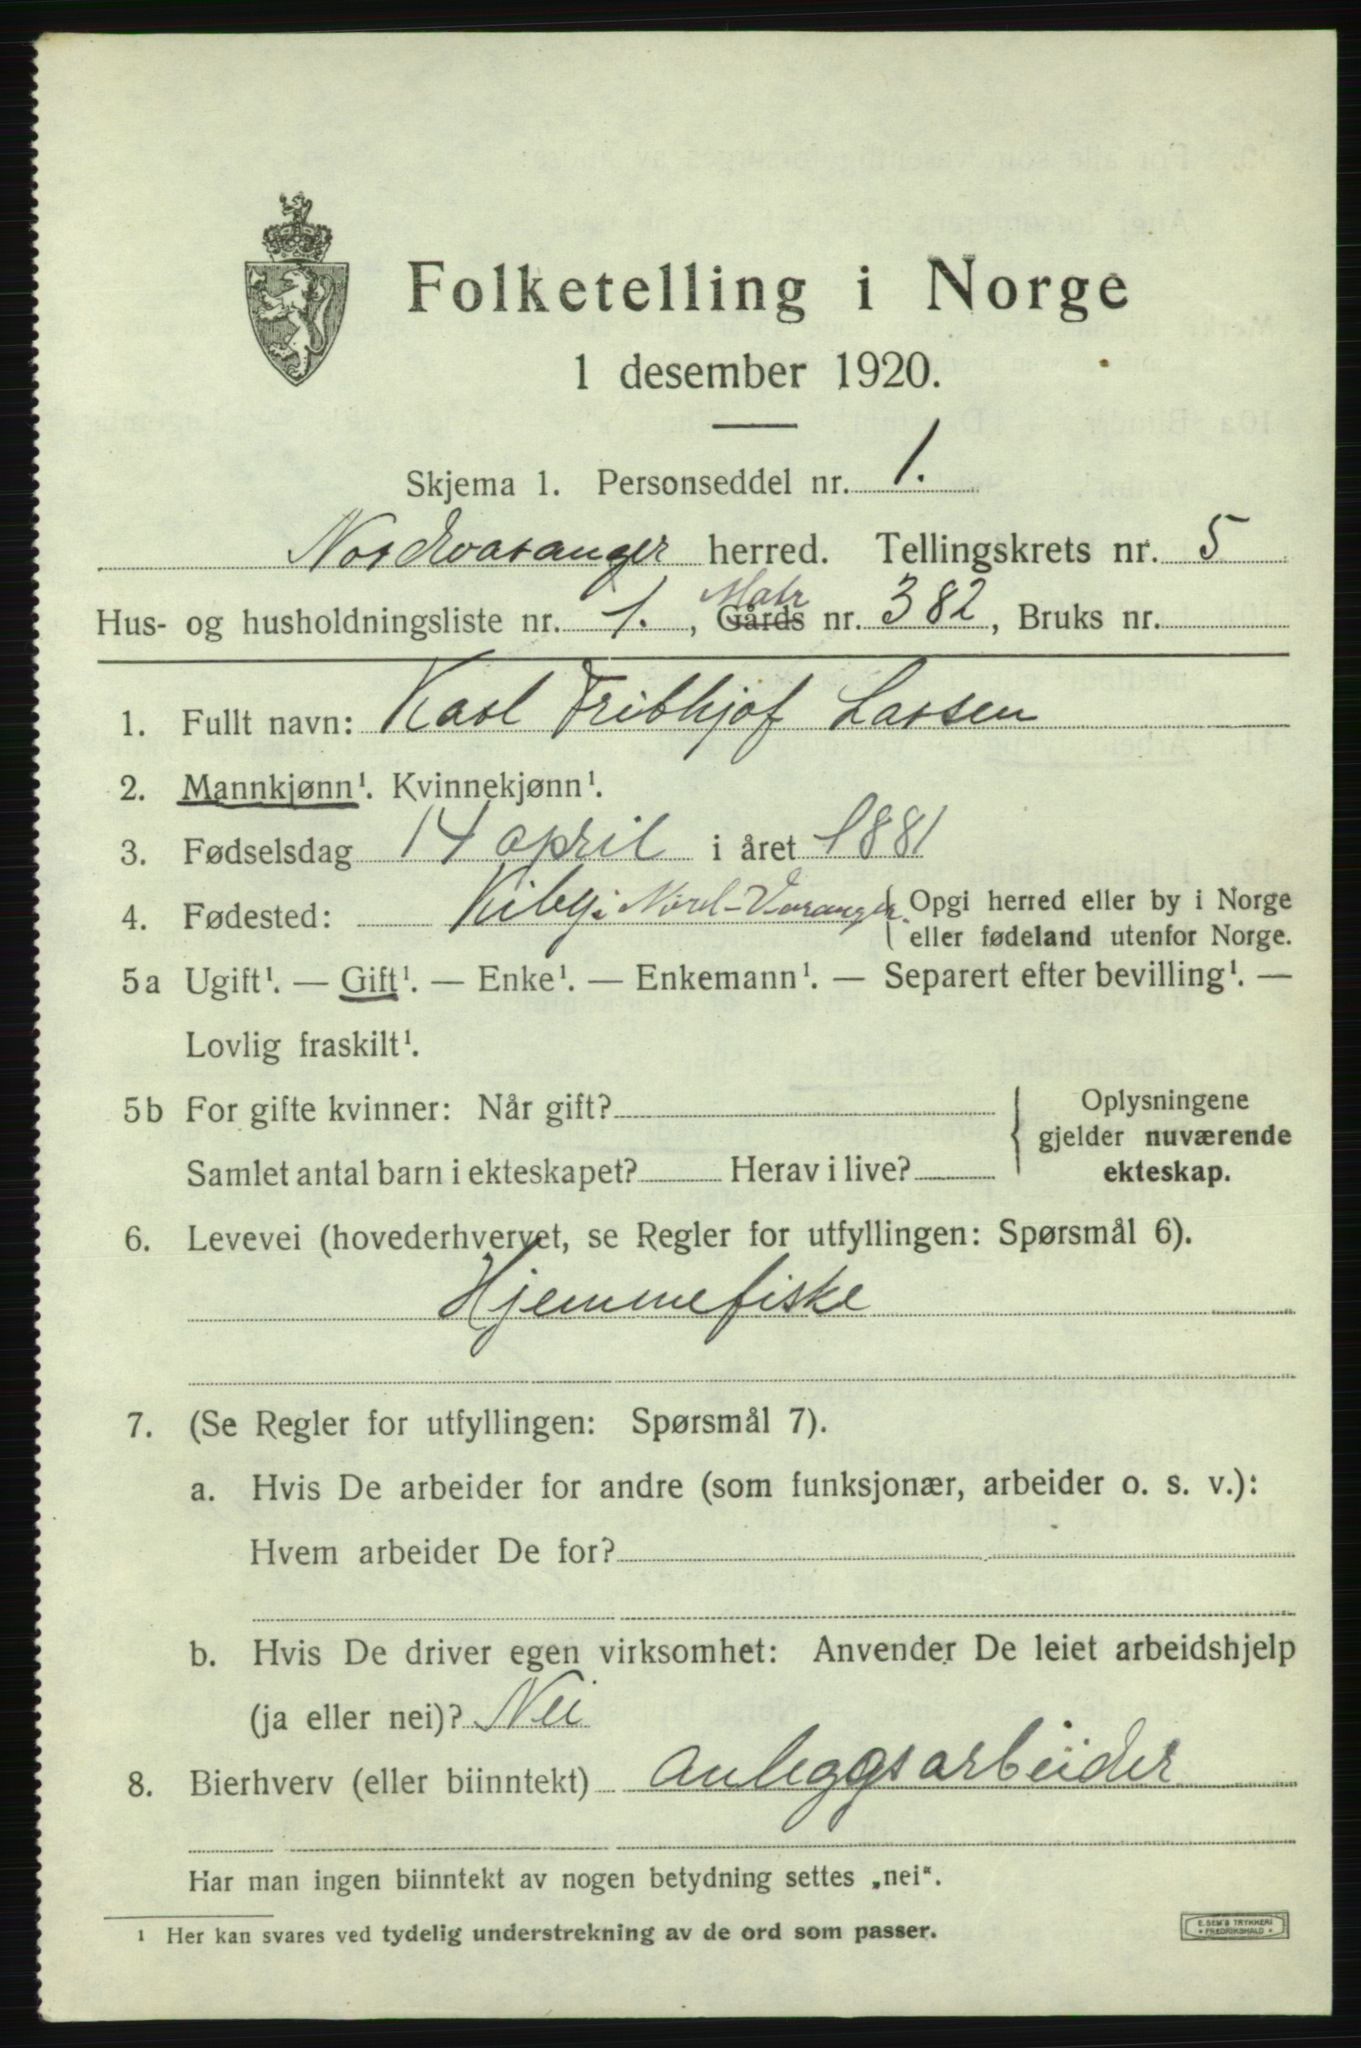 Folketelling i Norge
1 desember 1920.
Skjema 1. Personseddel nr. 1.
Nordvaranger herred. Tellingskrets nr. 5
Matr
Hus- og husholdningsliste nr. 1., Gårds nr. 382, Bruks nr.
1. Fullt navn: Karl Fribhjof Larsen
2. Mannkjønn¹. Kvinnekjønn¹.
3. Fødselsdag 14 april i året 1881
4. Fødested: Kiby i Nord-Varanger. { Opgi herred eller by i Norge
eller fødeland utenfor Norge.
5a Ugift¹. — Gift¹. — Enke¹. — Enkemann¹. — Separert efter bevilling¹. —
Lovlig fraskilt¹.
5b For gifte kvinner: Når gift? { Oplysningene
gjelder nuværende
Samlet antal barn i ekteskapet? Herav i live? ekteskap.
6. Levevei (hovederhvervet, se Regler for utfyllingen: Spørsmål 6).
Hjemmefiske
7. (Se Regler for utfyllingen: Spørsmål 7).
a. Hvis De arbeider for andre (som funksjonær, arbeider o. s. v.):
Hvem arbeider De for?
b. Hvis De driver egen virksomhet: Anvender De leiet arbeidshjelp
(ja eller nei)? Nei
8. Bierhverv (eller biinntekt) anleggsarbeider
Har man ingen biinntekt av nogen betydning settes „nei".
¹ Her kan svares ved tydelig understrekning av de ord som passer.
E. SEM'S TRYKKERI
• FREDRIKSHALD •